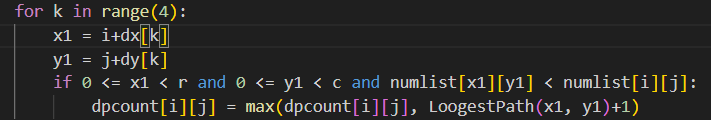 for k in range(4):
x1 = i+dx[k]
y1 = j+dy[k]
if 0 <= x1 < r and 0 <= y1 < c and numlist[x1][y1] < numlist[i][j]:
dpcount[i][j] = max(dpcount[i][j], LoogestPath(x1, y1)+1)